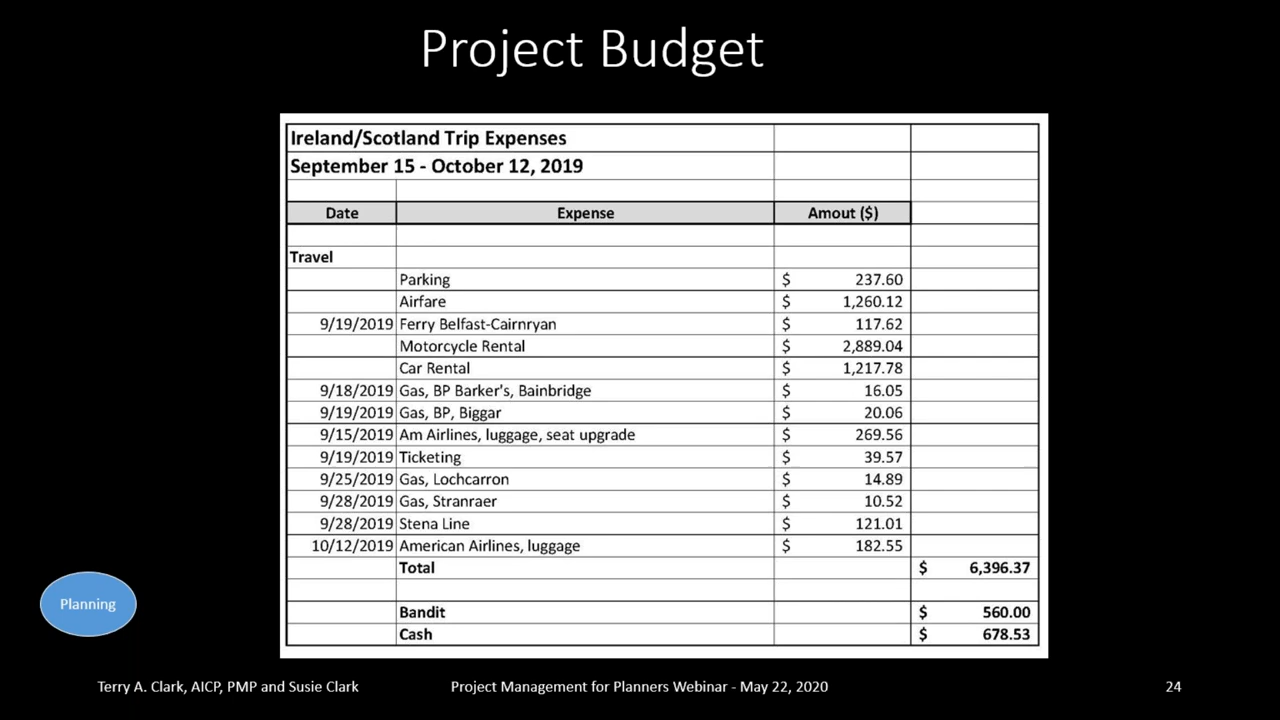 Project Budget
Ireland/Scotland Trip Expenses
September 15 - October 12, 2019
Date Expense Amout ($)
Travel
Parking $ 237.60
Airfare $ 1,260.12
9/19/2019 Ferry Belfast-Cairnryan $ 117.62
Motorcycle Rental $ 2,889.04
Car Rental $ 1,217.78
9/18/2019 Gas, BP Barker's, Bainbridge $ 16.05
9/19/2019 Gas, BP, Biggar $ 20.06
9/15/2019 Am Airlines, luggage, seat upgrade $ 269.56
9/19/2019 Ticketing $ 39.57
9/25/2019 Gas, Lochcarron $ 14.89
9/28/2019 Gas, Stranraer $ 10.52
9/28/2019 Stena Line $ 121.01
10/12/2019 American Airlines, luggage $ 182.55
Total $ 6,396.37
Bandit $ 560.00
Cash $ 678.53
Planning
Terry A. Clark, AICP, PMP and Susie Clark Project Management for Planners Webinar - May 22, 2020 24